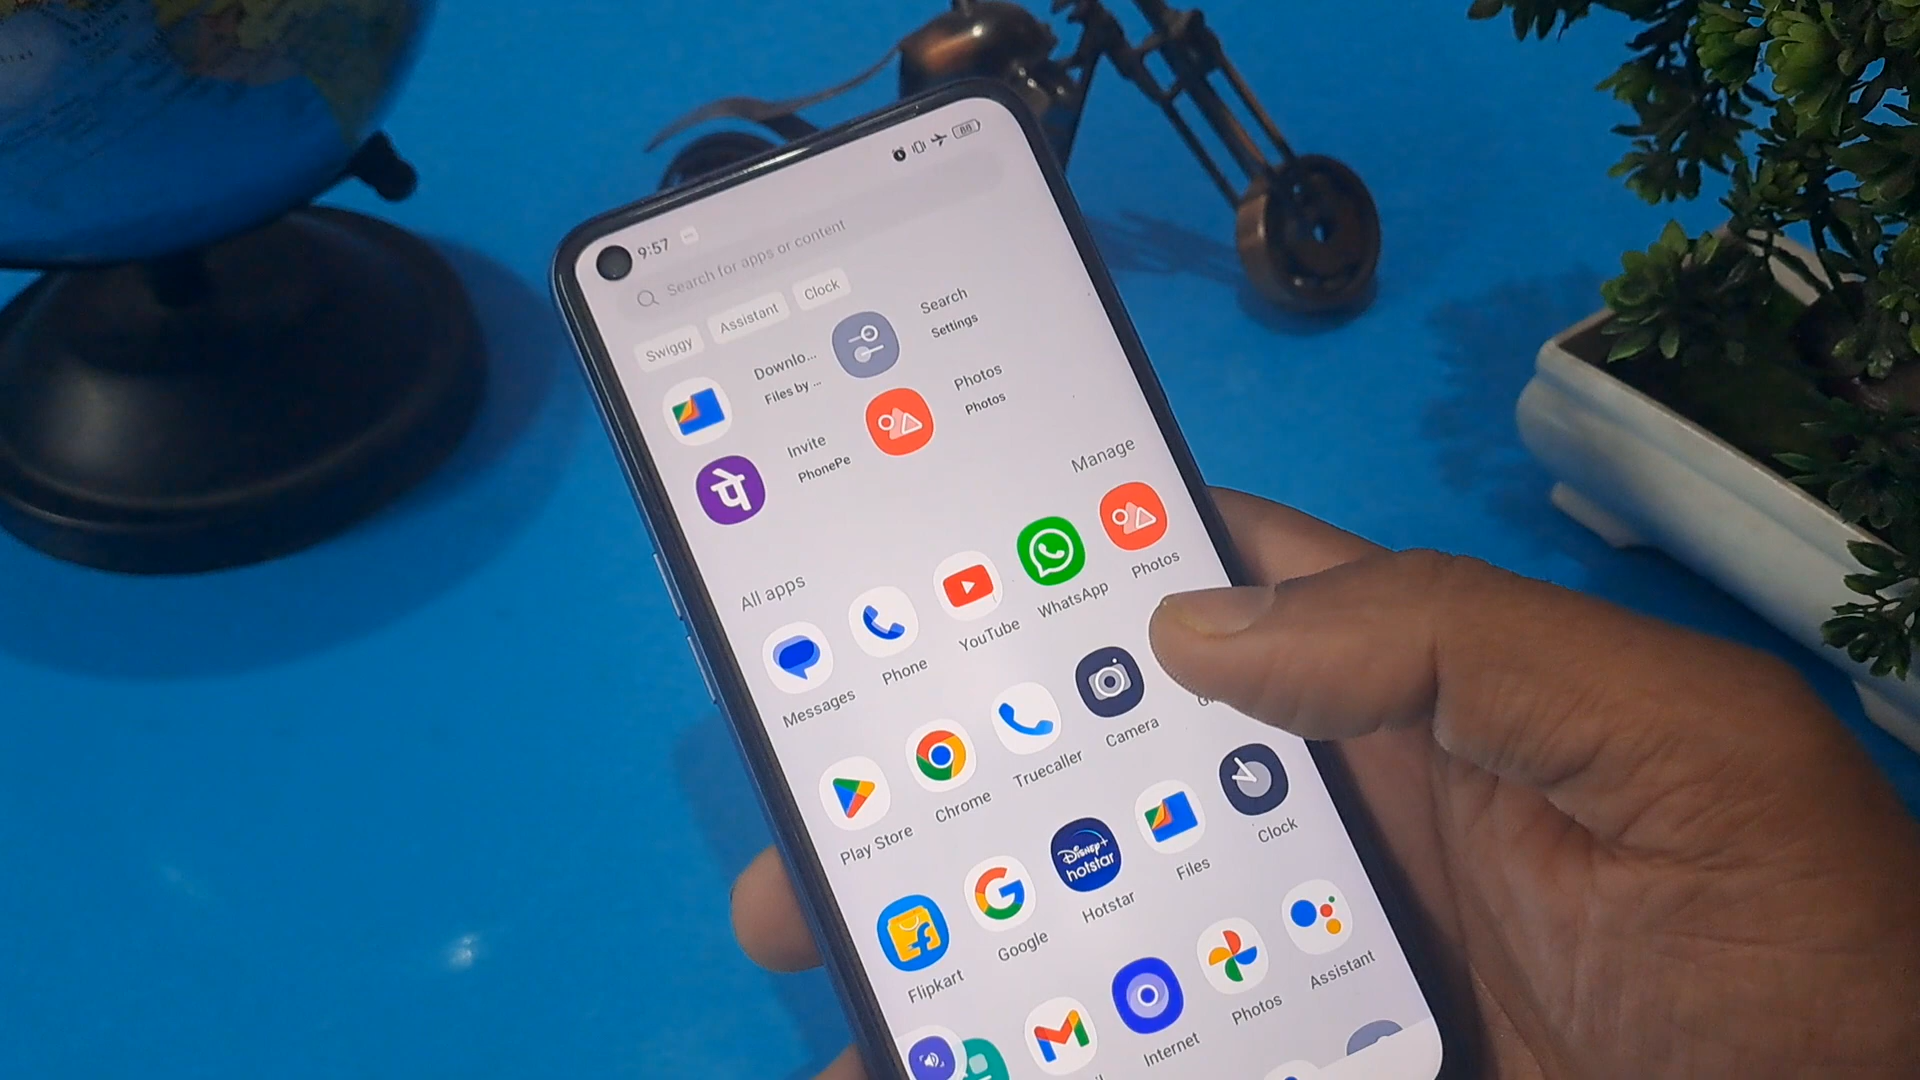 9:57
88
Search for apps or content
Swiggy
Assistant
Clock
Downlo...
Files by ...
Search
Settings
पे
Invite
PhonePe
Photos
Photos
All apps
Manage
Messages
Phone
YouTube
WhatsApp
Photos
Play Store
Chrome
Truecaller
Camera
f
Flipkart
G
Google
Disney+
hotstar
Hotstar
Files
Clock
Internet
Photos
Assistant